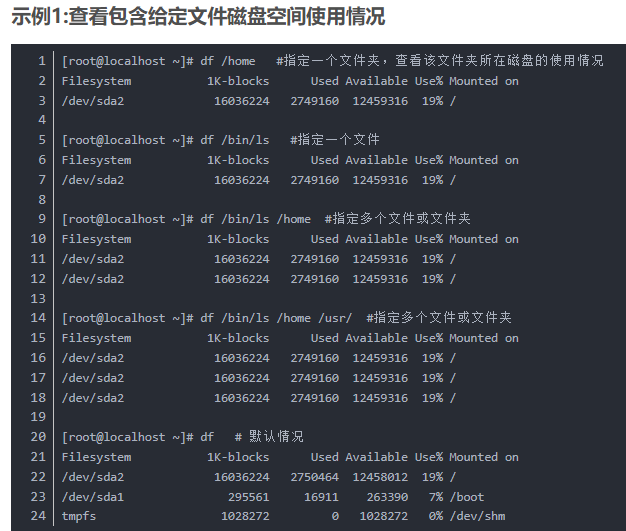 示例1:查看包含给定文件磁盘空间使用情况
1 [root@localhost ~]# df /home   #指定一个文件夹，查看该文件夹所在磁盘的使用情况
2 Filesystem           1K-blocks      Used Available Use% Mounted on
3 /dev/sda2             16036224   2749160  12459316  19% /
4
5 [root@localhost ~]# df /bin/ls   #指定一个文件
6 Filesystem           1K-blocks      Used Available Use% Mounted on
7 /dev/sda2             16036224   2749160  12459316  19% /
8
9 [root@localhost ~]# df /bin/ls /home  #指定多个文件或文件夹
10 Filesystem           1K-blocks      Used Available Use% Mounted on
11 /dev/sda2             16036224   2749160  12459316  19% /
12 /dev/sda2             16036224   2749160  12459316  19% /
13
14 [root@localhost ~]# df /bin/ls /home /usr/  #指定多个文件或文件夹
15 Filesystem           1K-blocks      Used Available Use% Mounted on
16 /dev/sda2             16036224   2749160  12459316  19% /
17 /dev/sda2             16036224   2749160  12459316  19% /
18 /dev/sda2             16036224   2749160  12459316  19% /
19
20 [root@localhost ~]# df   # 默认情况
21 Filesystem           1K-blocks      Used Available Use% Mounted on
22 /dev/sda2             16036224   2750464  12458012  19% /
23 /dev/sda1               295561     16911    263390   7% /boot
24 tmpfs                  1028272         0   1028272   0% /dev/shm